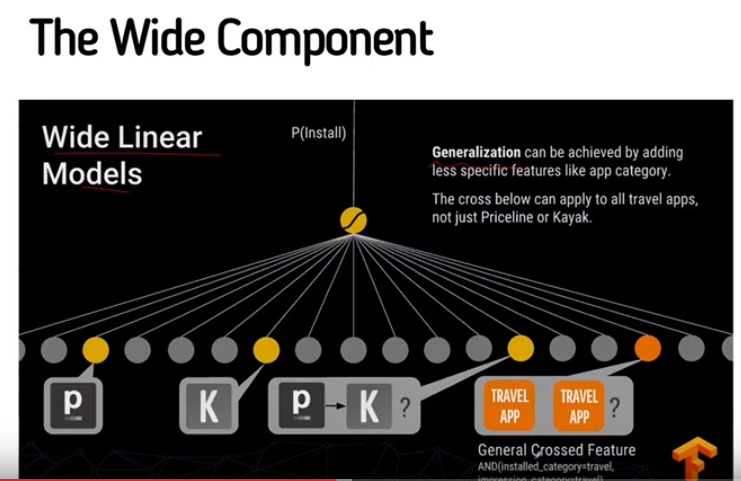 The Wide Component
Wide Linear
Models
P(Install)
Generalization can be achieved by adding
less specific features like app category.
The cross below can apply to all travel apps,
not just Priceline or Kayak.
p
K
p K ?
TRAVEL APP TRAVEL APP ?
General Crossed Feature
AND(installed_category=travel,
impression_category=travel)